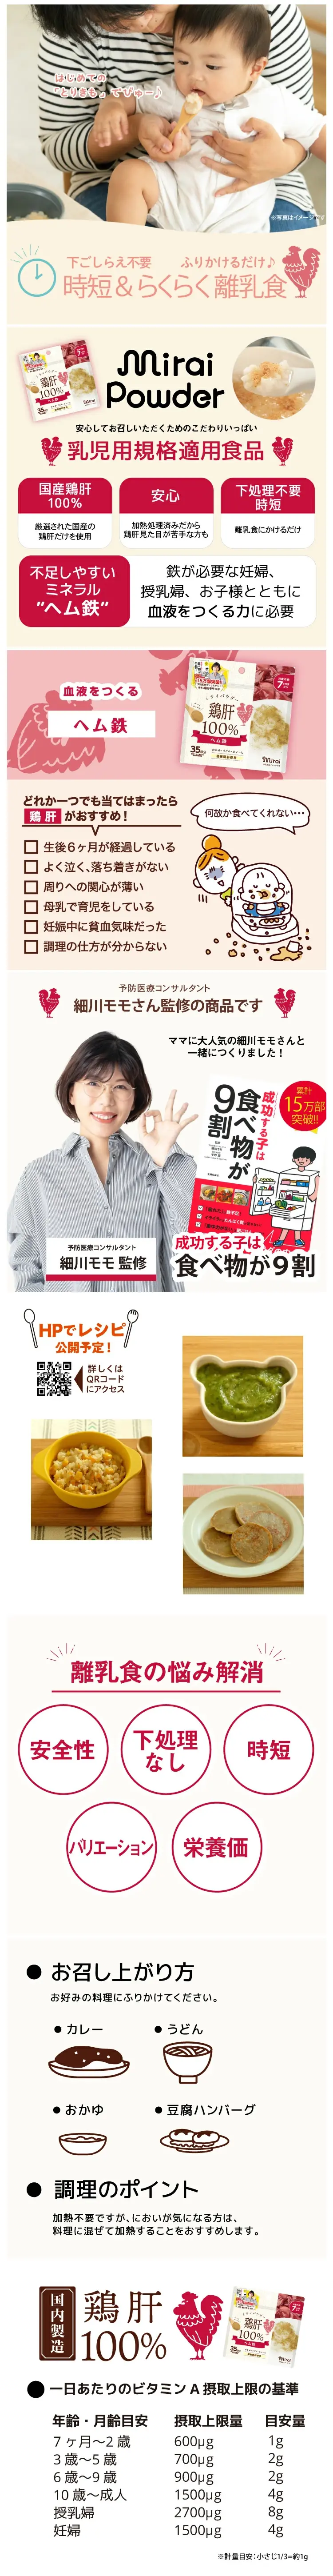 はじめての
「とりきも」でびゅー♪
※写真はイメージです
下ごしらえ不要 ふりかけるだけ♪
時短&らくらく離乳食
Mirai
Powder
安心してお召しいただくためのこだわりいっぱい
乳児用規格適用食品
国産鶏肝
100%
厳選された国産の
鶏肝だけを使用
安心
加熱処理済みだから
鶏肝見た目が苦手な方も
下処理不要
時短
離乳食にかけるだけ
不足しやすい
ミネラル
"ヘム鉄"
鉄が必要な妊婦、
授乳婦、お子様とともに
血液をつくる力に必要
血液をつくる
ヘム鉄
鶏肝
100%
ヘム鉄
Mirai
どれか一つでも当てはまったら
鶏肝がおすすめ!
生後6ヶ月が経過している
よく泣く、落ち着きがない
周りへの関心が薄い
母乳で育児をしている
妊娠中に貧血気味だった
調理の仕方が分からない
何故か食べてくれない・・・
予防医療コンサルタント
細川モモさん監修の商品です
ママに大人気の細川モモさんと
一緒につくりました!
累計
15万部
突破!!
成功する子は
食べ物が
9割
予防医療コンサルタント
細川モモ 監修
成功する子は
食べ物が9割
HPでレシピ
公開予定!
詳しくは
QRコード
にアクセス
離乳食の悩み解消
安全性
下処理
なし
時短
バリエーション
栄養価
● お召し上がり方
お好みの料理にふりかけてください。
● カレー
● うどん
● おかゆ
● 豆腐ハンバーグ
● 調理のポイント
加熱不要ですが、においが気になる方は、
料理に混ぜて加熱することをおすすめします。
国内製造
鶏肝
100%
鶏肝
100%
● 一日あたりのビタミンA摂取上限の基準
年齢・月齢目安 摂取上限量 目安量
7ヶ月〜2歳 600μg 1g
3歳〜5歳 700μg 2g
6歳〜9歳 900μg 2g
10歳〜成人 1500μg 4g
授乳婦 2700μg 8g
妊婦 1500μg 4g
※計量目安:小さじ1/3=約1g